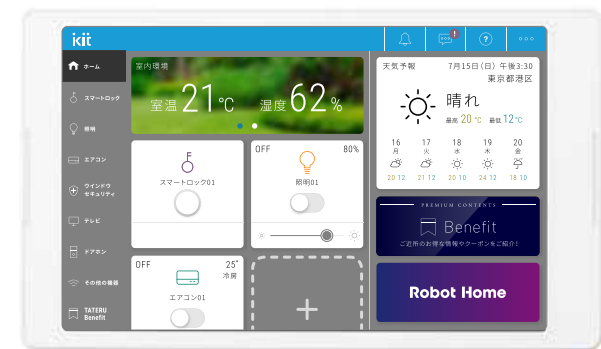 kit
!
?
ホーム
スマートロック
照明
エアコン
ウインドウ
セキュリティ
テレビ
ドアホン
その他の機器
TATERU
Benefit
室内環境
室温 21℃ 湿度 62%
スマートロック01
OFF 80%
照明01
OFF 25°
冷房
エアコン01
+
天気予報 7月15日(日) 午後3:30
東京都港区
晴れ
最高 20℃ 最低 12℃
16 17 18 19 20
月 火 水 木 金
20 12 21 12 20 10 24 12 18 10
PREMIUM CONTENTS
Benefit
ご近所のお得な情報やクーポンをご紹介!
Robot Home